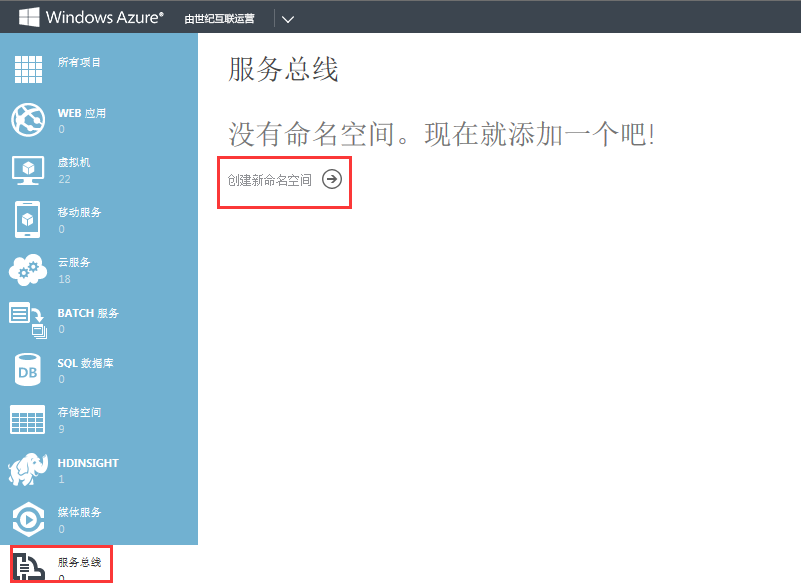 Windows Azure® 由世纪互联运营
所有项目
WEB 应用
0
虚拟机
22
移动服务
0
云服务
18
BATCH 服务
0
DB
SQL 数据库
0
存储空间
9
HDINSIGHT
1
媒体服务
0
服务总线
0
服务总线
没有命名空间。现在就添加一个吧!
创建新命名空间